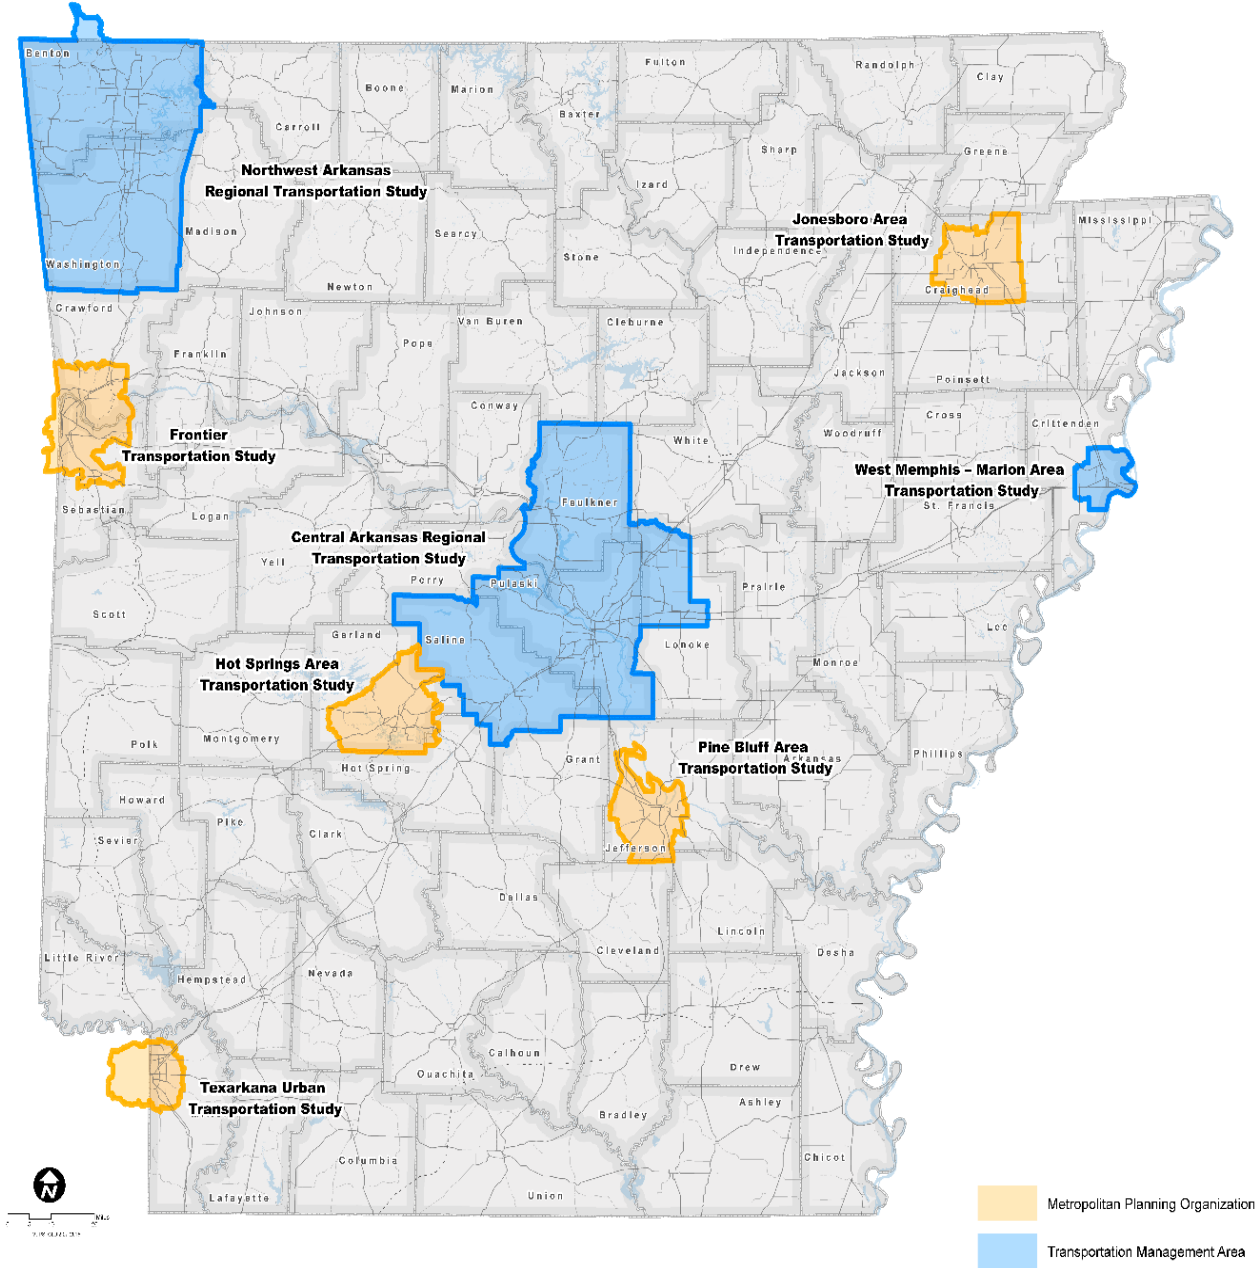 Benton
Boone
Marion
Fulton
Randolph
Clay
Baxter
Carroll
Sharp
Greene
Northwest Arkansas
Regional Transportation Study
Izard
Jonesboro Area
Transportation Study
Mississippi
Madison
Searcy
Stone
Independence
Washington
Newton
Craighead
Crawford
Johnson
Van Buren
Cleburne
Pope
Franklin
Jackson
Poinsett
Conway
Cross
Crittenden
Woodruff
White
Frontier
Transportation Study
West Memphis – Marion Area
Transportation Study
St. Francis
Sebastian
Logan
Faulkner
Central Arkansas Regional
Transportation Study
Yell
Perry
Pulaski
Prairie
Scott
Garland
Saline
Lonoke
Lee
Monroe
Hot Springs Area
Transportation Study
Polk
Montgomery
Hot Spring
Grant
Pine Bluff Area
Transportation Study
Arkansas
Phillips
Howard
Pike
Clark
Sevier
Jefferson
Dallas
Lincoln
Cleveland
Desha
Little River
Hempstead
Nevada
Calhoun
Ouachita
Drew
Texarkana Urban
Transportation Study
Ashley
Bradley
Columbia
Chicot
Union
Lafayette
N
Miles
Metropolitan Planning Organization
Transportation Management Area